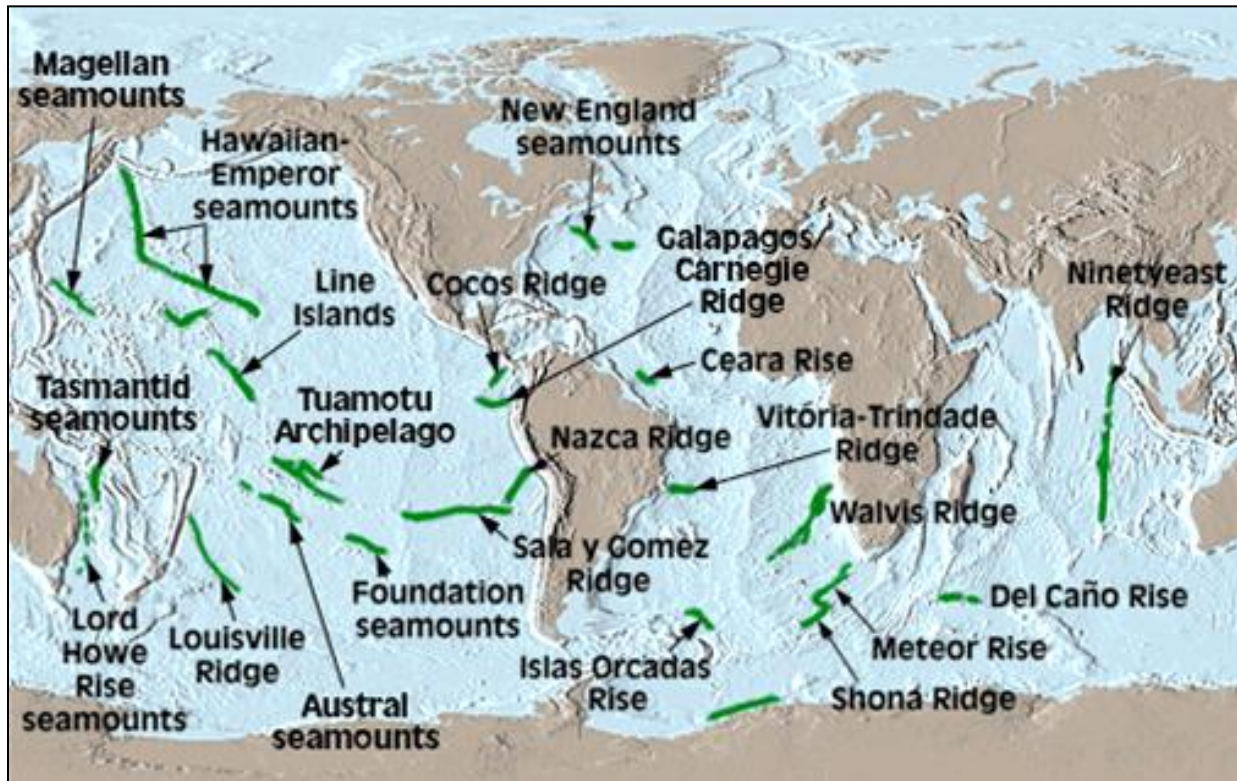 Magellan
seamounts
Hawaiian-
Emperor
seamounts
New England
seamounts
Galapagos/
Carnegie
Ridge
Ninetyeast
Ridge
Cocos Ridge
Line
Islands
Ceara Rise
Tasmantid
seamounts
Tuamotu
Archipelago
Vitória-Trindade
Ridge
Nazca Ridge
Walvis Ridge
Sala y Gomez
Ridge
Foundation
seamounts
Del Caño Rise
Lord
Howe
Rise
seamounts
Louisville
Ridge
Austral
seamounts
Islas Orcadas
Rise
Meteor Rise
Shona Ridge